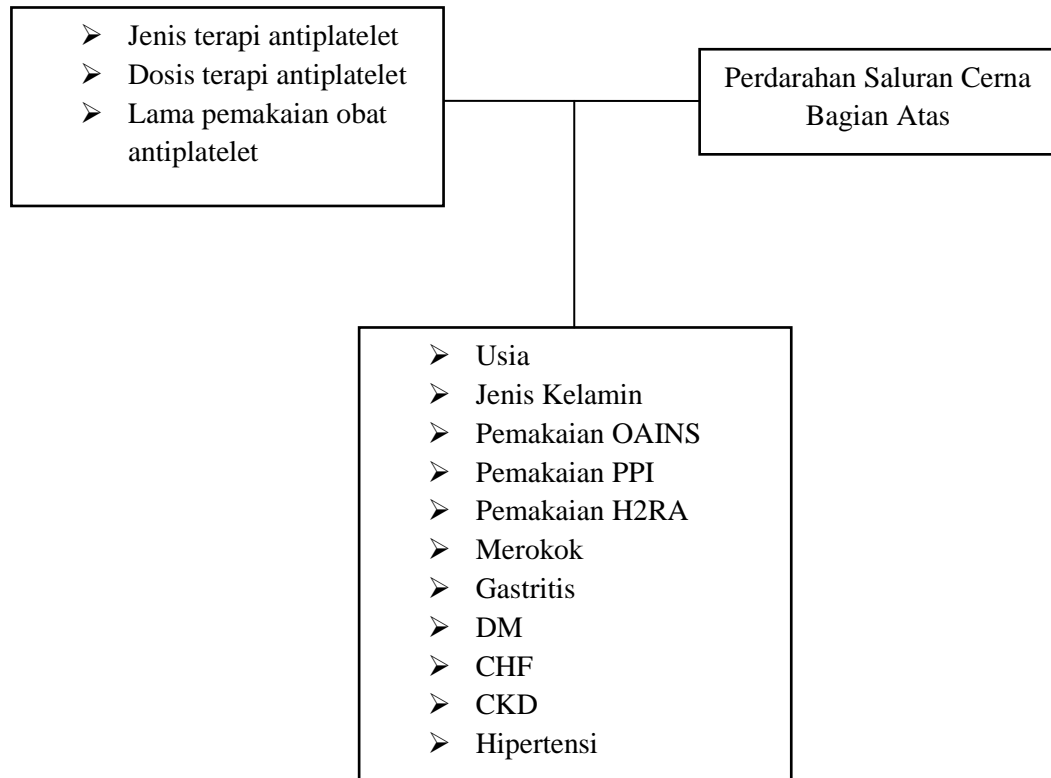 ➤ Jenis terapi antiplatelet
➤ Dosis terapi antiplatelet
➤ Lama pemakaian obat
antiplatelet
Perdarahan Saluran Cerna
Bagian Atas
➤ Usia
➤ Jenis Kelamin
➤ Pemakaian OAINS
➤ Pemakaian PPI
➤ Pemakaian H2RA
➤ Merokok
➤ Gastritis
➤ DM
➤ CHF
➤ CKD
➤ Hipertensi